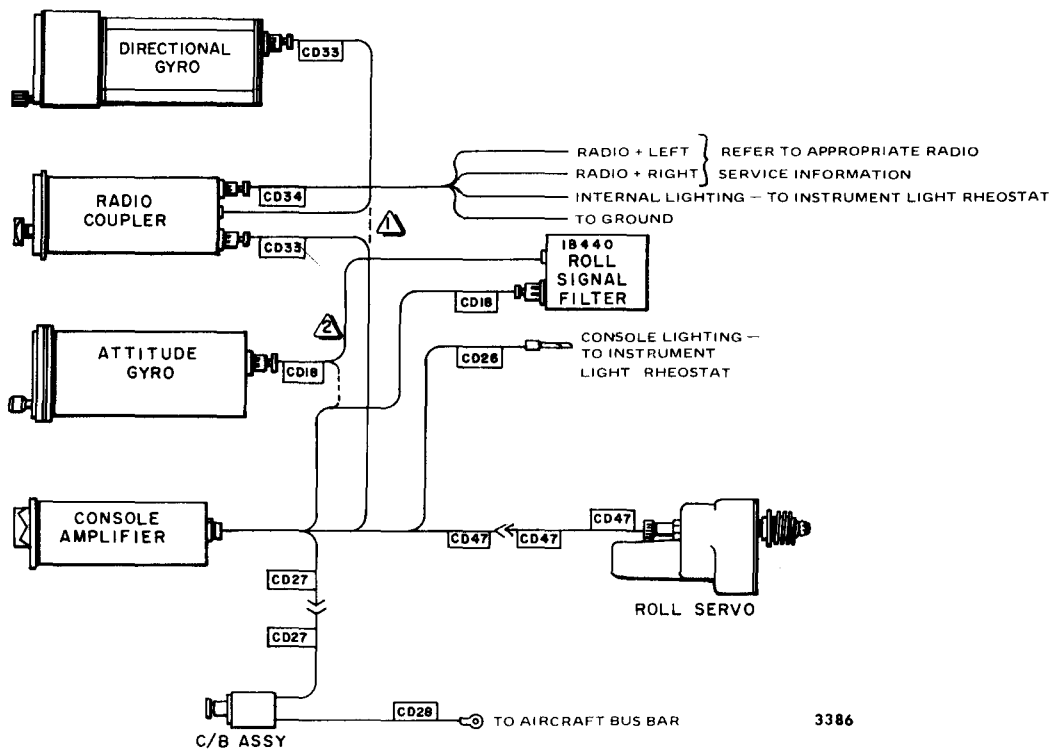 DIRECTIONAL
GYRO
CD33
RADIO
COUPLER
CD34
CD33
RADIO + LEFT
RADIO + RIGHT
REFER TO APPROPRIATE RADIO
SERVICE INFORMATION
INTERNAL LIGHTING — TO INSTRUMENT LIGHT RHEOSTAT
TO GROUND
1
1B440
ROLL
SIGNAL
FILTER
CD18
2
ATTITUDE
GYRO
CD18
CD26
CONSOLE LIGHTING —
TO INSTRUMENT
LIGHT RHEOSTAT
CONSOLE
AMPLIFIER
CD47
CD47
CD47
ROLL SERVO
CD27
CD27
C/B ASSY
CD28
TO AIRCRAFT BUS BAR
3386